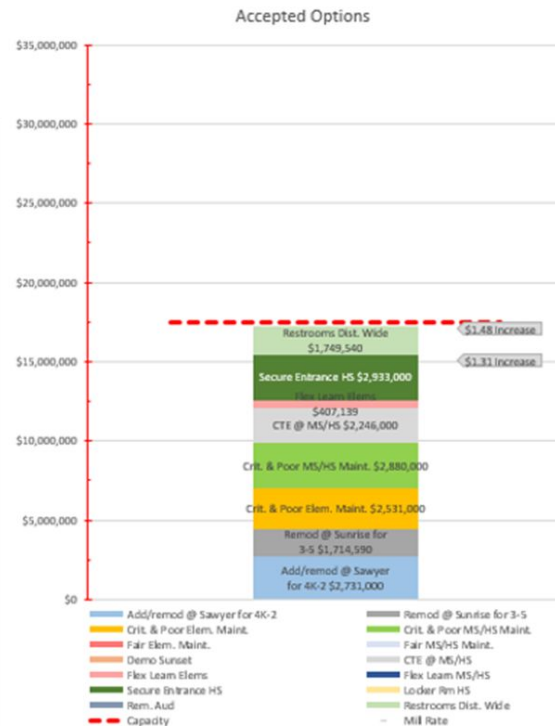 Accepted Options
$35,000,000
$30,000,000
$25,000,000
$20,000,000
$15,000,000
$10,000,000
$5,000,000
$0
$1.48 Increase
$1.31 Increase
Restrooms Dist. Wide
$1,749,540
Secure Entrance HS $2,933,000
Flex Learn Elems
$407,139
CTE @ MS/HS $2,246,000
Crit. & Poor MS/HS Maint. $2,880,000
Crit. & Poor Elem. Maint. $2,531,000
Remod @ Sunrise for
3-5 $1,714,590
Add/remod @ Sawyer
for 4K-2 $2,731,000
Add/remod @ Sawyer for 4K-2
Remod @ Sunrise for 3-5
Crit. & Poor Elem. Maint.
Crit. & Poor MS/HS Maint.
Fair Elem. Maint.
Fair MS/HS Maint.
Demo Sunset
CTE @ MS/HS
Flex Learn Elems
Flex Learn MS/HS
Secure Entrance HS
Locker Rm HS
Rem. Aud
Restrooms Dist. Wide
Capacity
Mill Rate